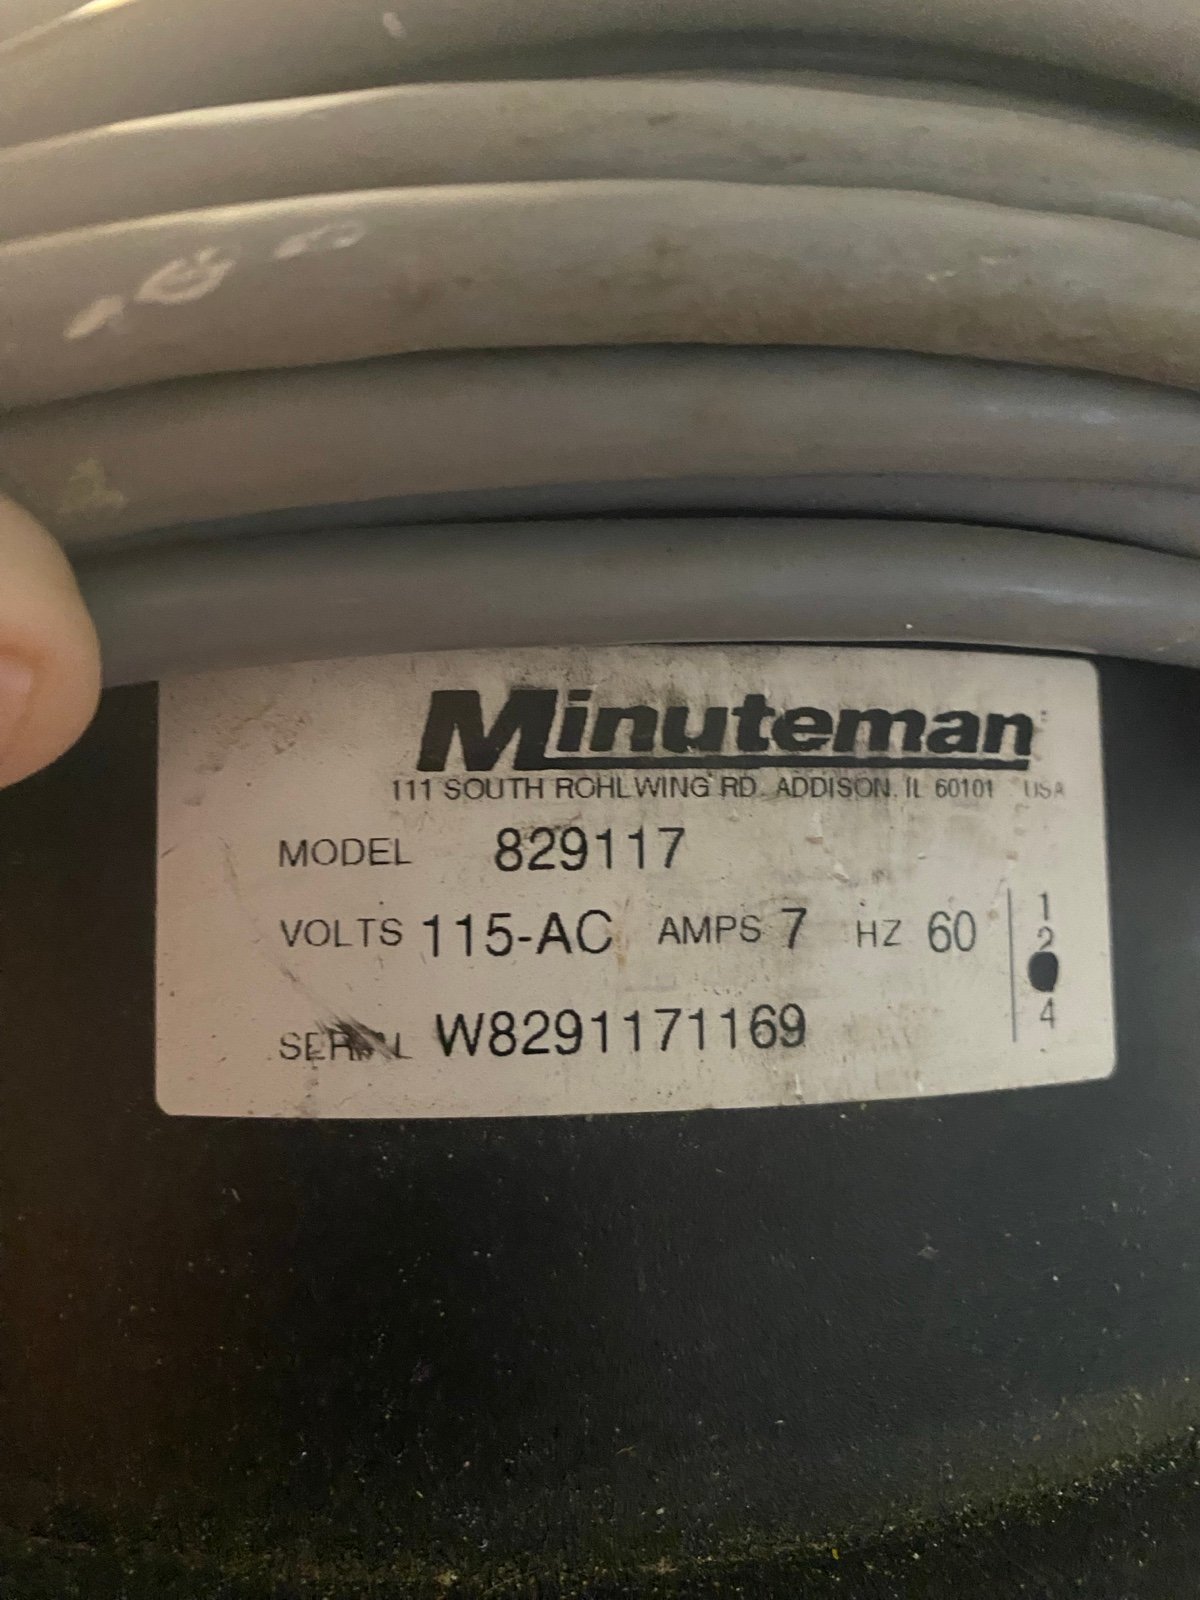 Minuteman
111 SOUTH ROHLWING RD. ADDISON, IL 60101 USA
MODEL 829117
VOLTS 115-AC AMPS 7 HZ 60
SERIAL W8291171169
1
2
4